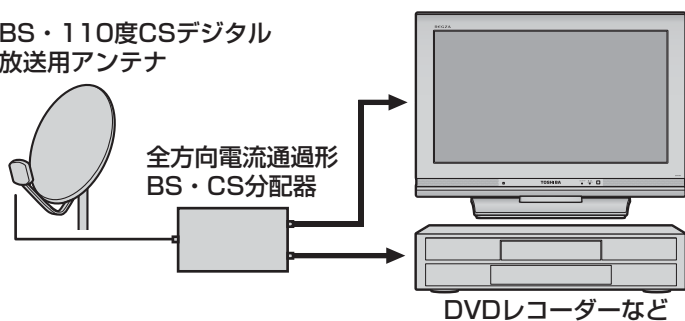 BS・110度CSデジタル
放送用アンテナ
全方向電流通過形
BS・CS分配器
REGZA
TOSHIBA
DVDレコーダーなど